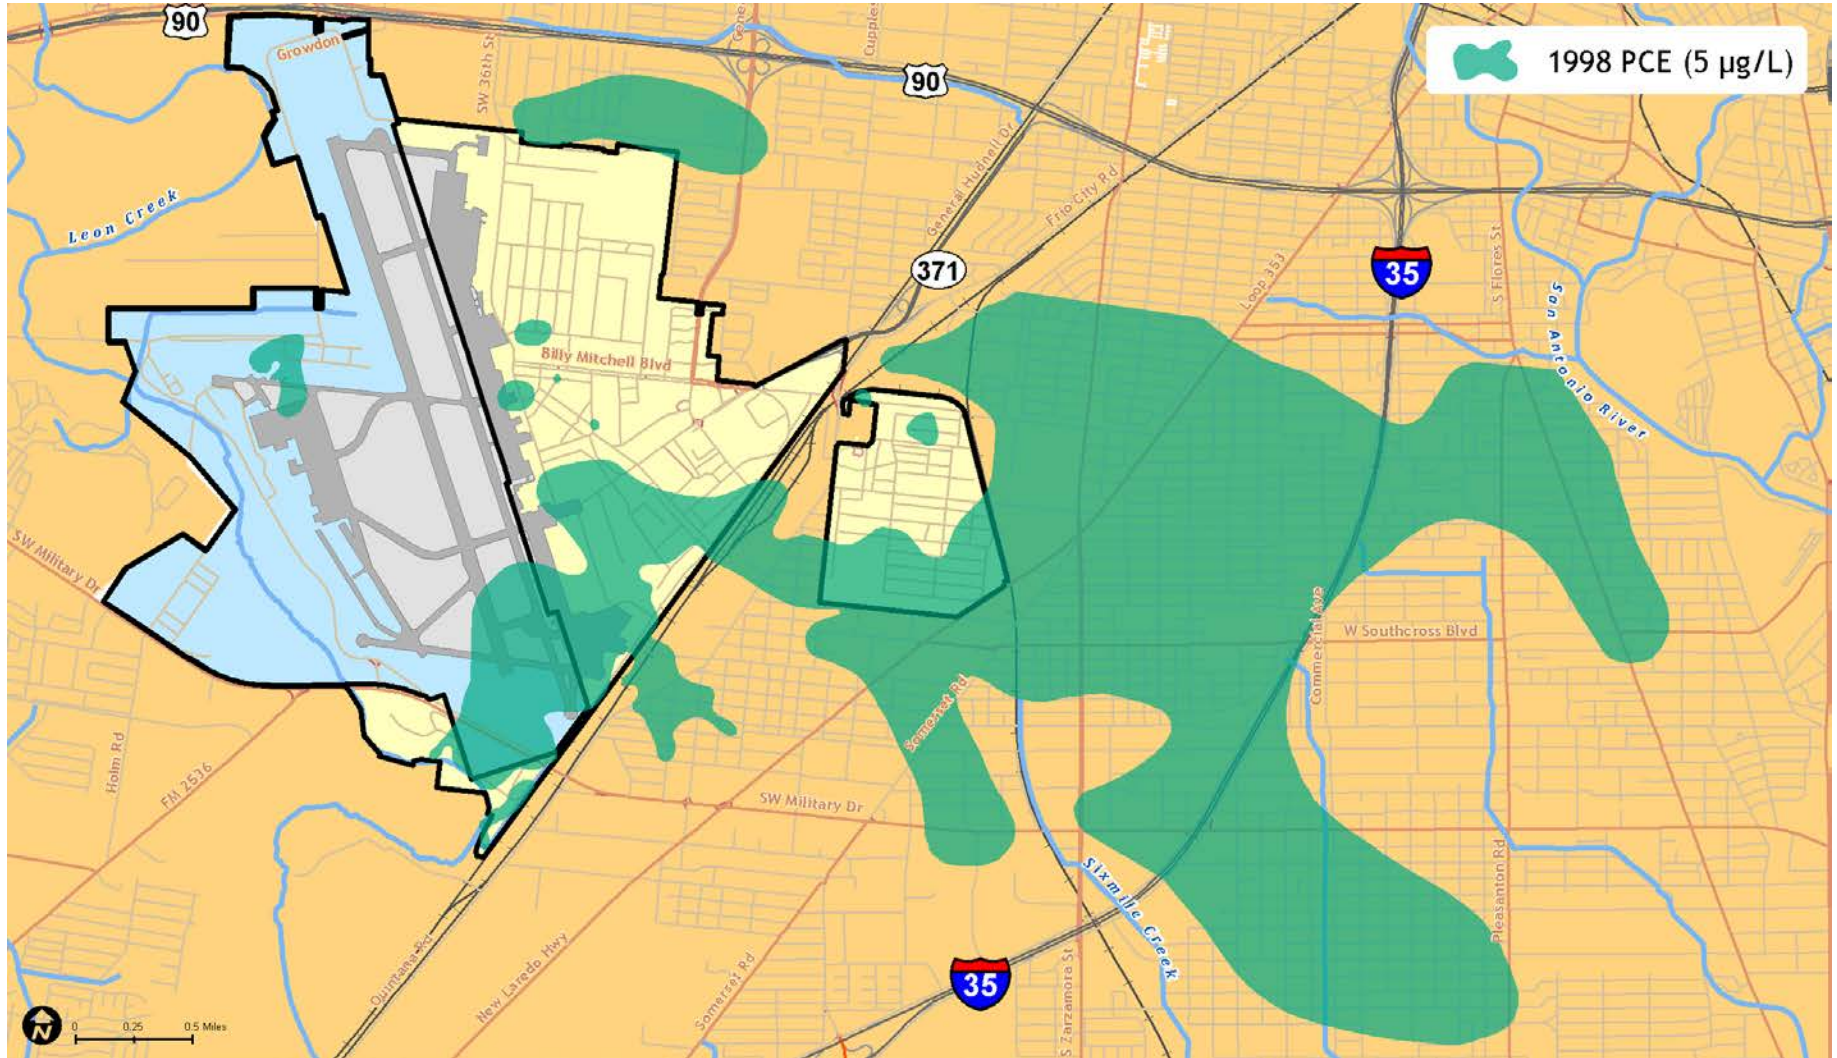 90
Growdon
SW 36th St
Cupples
90
1998 PCE (5 µg/L)
Leon Creek
General Hudnell Dr
Frio City Rd
371
35
Loop 353
S Flores St
San Antonio River
Billy Mitchell Blvd
SW Military Dr
W Southcross Blvd
Commercial Ave
Somerset Rd
Holm Rd
FM 2536
SW Military Dr
Pleasanton Rd
Sixmile Creek
Quintana Rd
New Laredo Hwy
Somerset Rd
35
S Zarzamora St
N
0 0.25 0.5 Miles